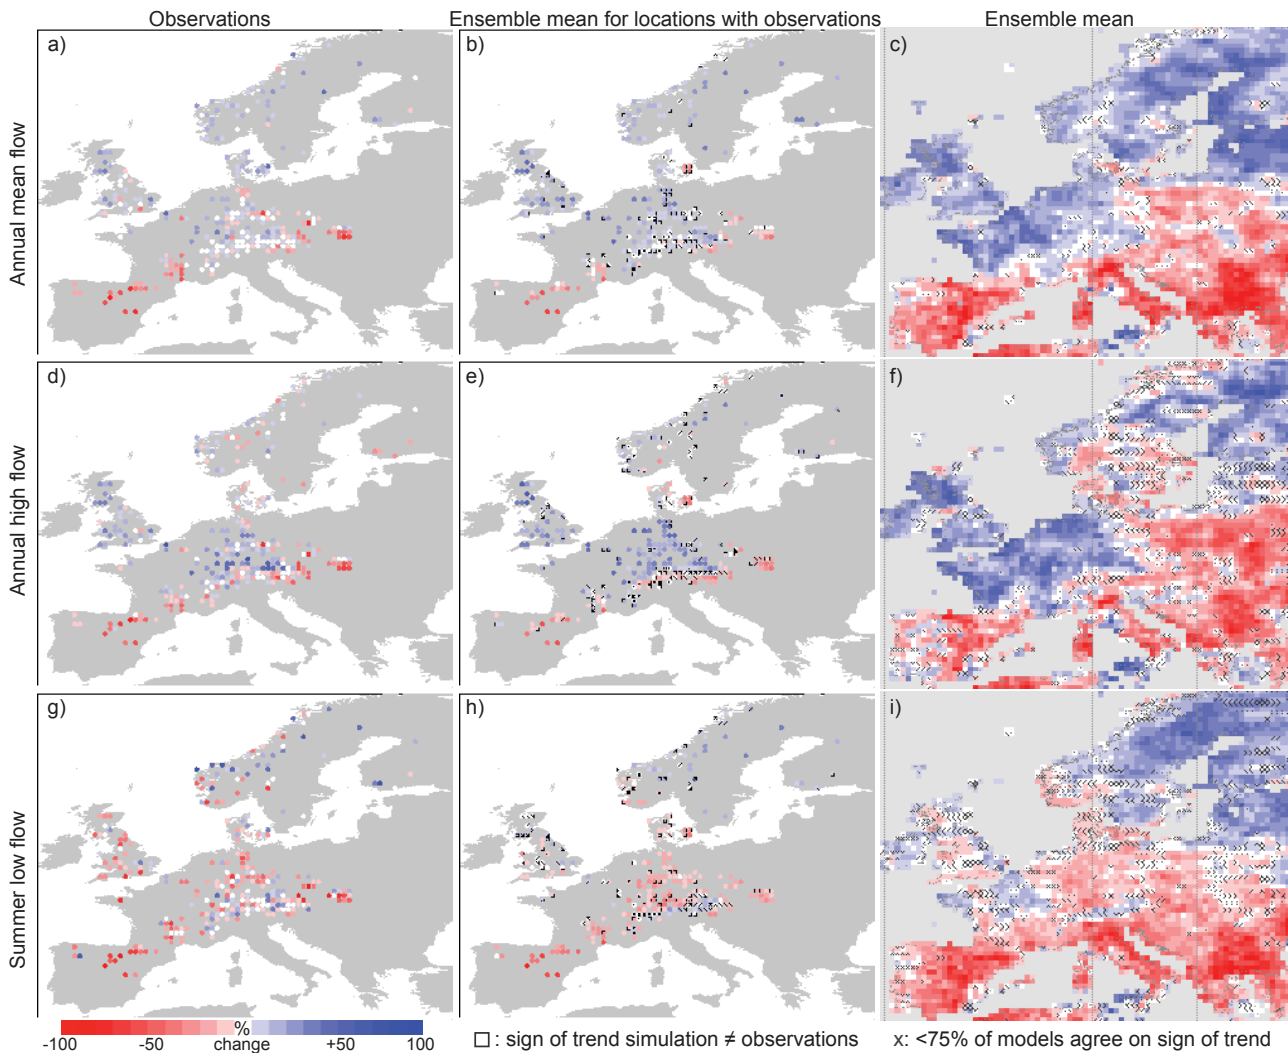 Observations
Ensemble mean for locations with observations
Ensemble mean
Annual mean flow
a)
b)
c)
Annual high flow
d)
e)
f)
Summer low flow
g)
h)
i)
%
-100 -50 change +50 100
: sign of trend simulation ≠ observations
x: <75% of models agree on sign of trend